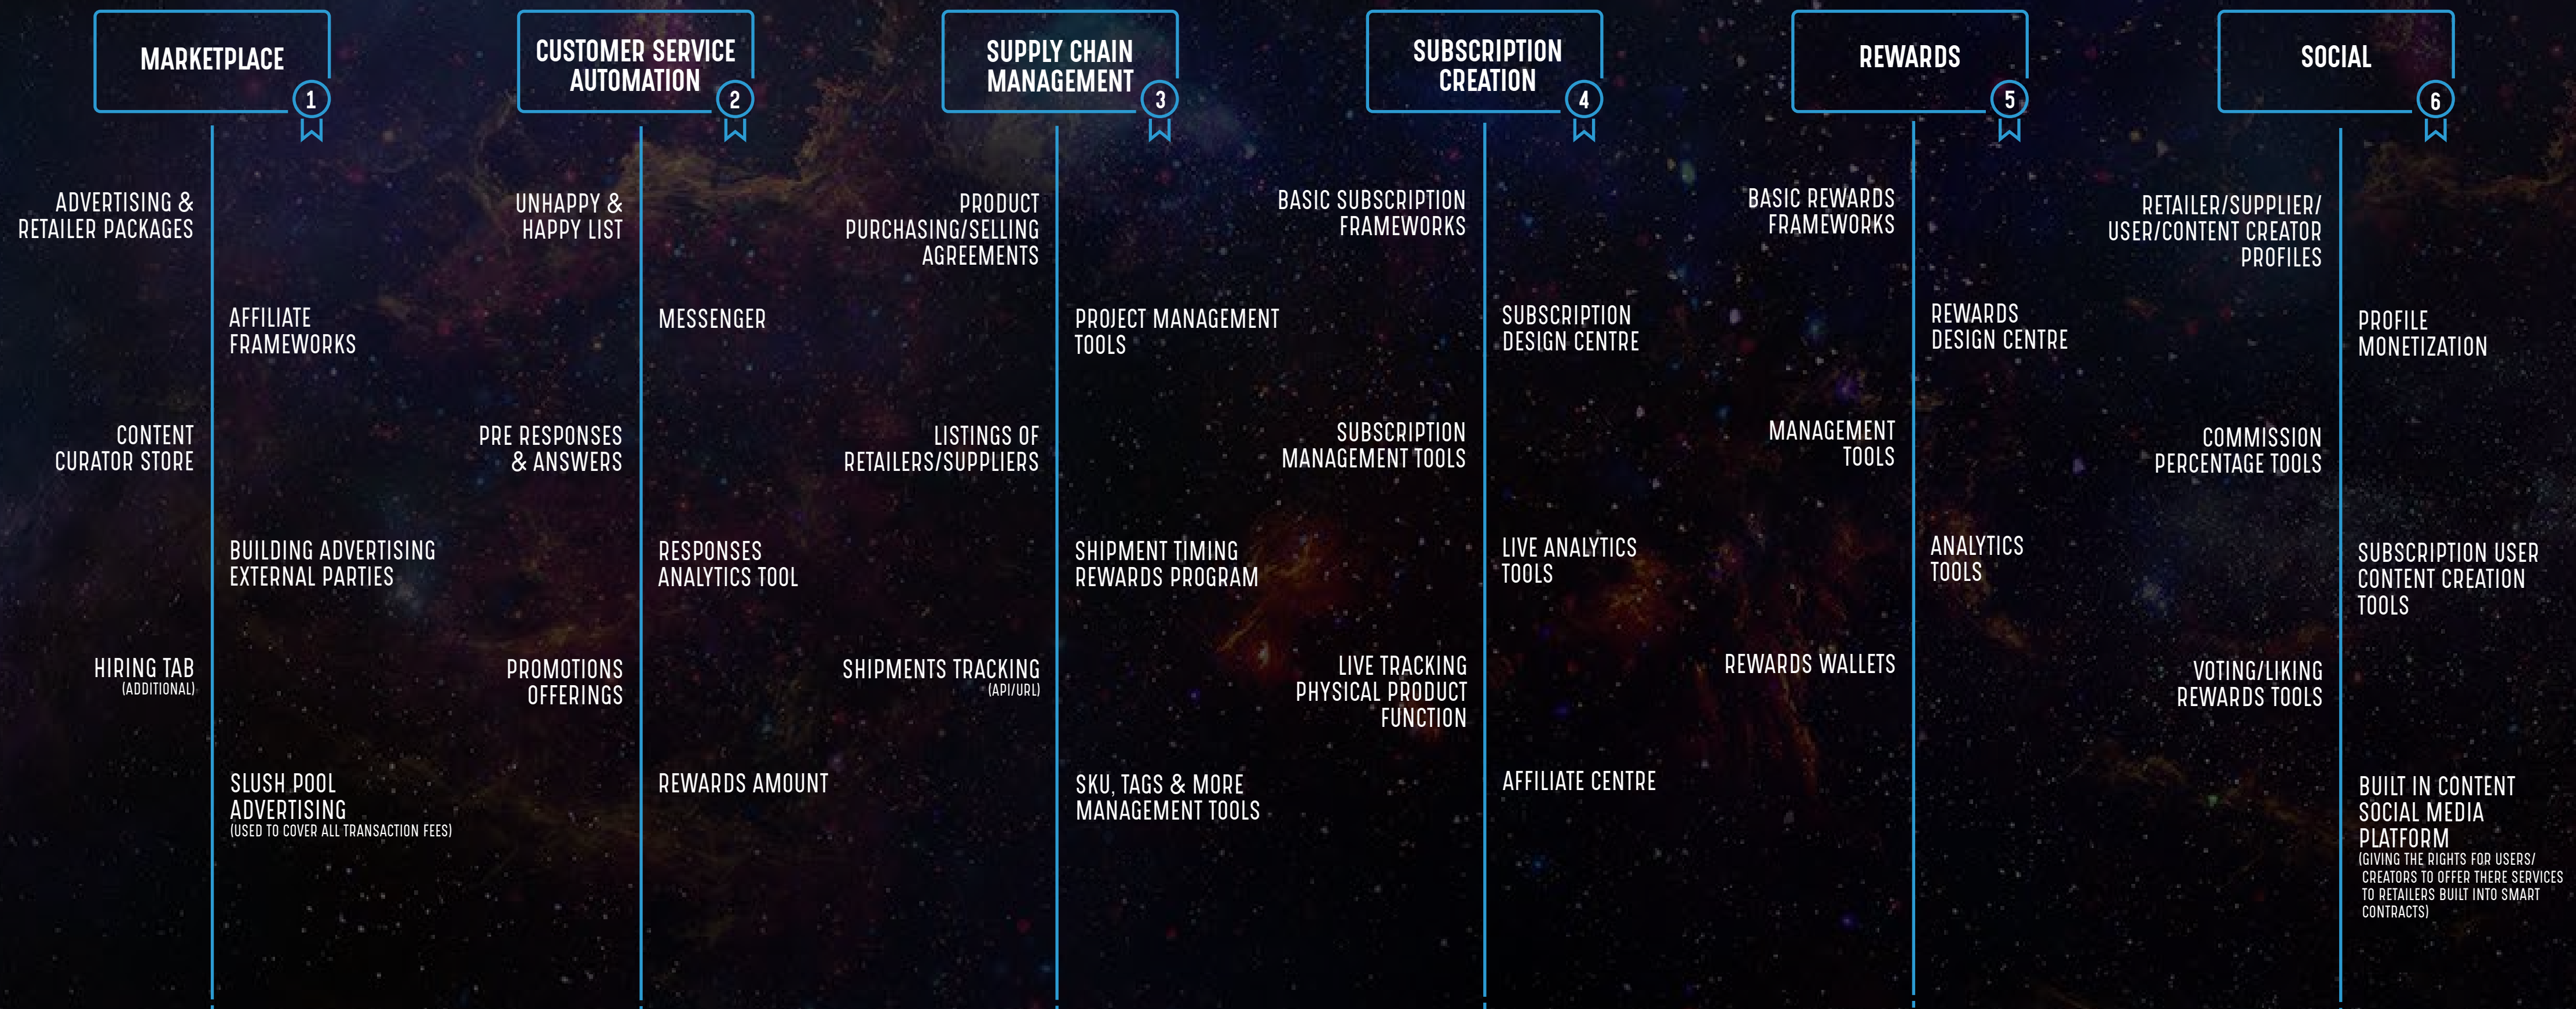 MARKETPLACE
1
ADVERTISING &
RETAILER PACKAGES
AFFILIATE
FRAMEWORKS
CONTENT
CURATOR STORE
BUILDING ADVERTISING
EXTERNAL PARTIES
HIRING TAB
(ADDITIONAL)
SLUSH POOL
ADVERTISING
(USED TO COVER ALL TRANSACTION FEES)
CUSTOMER SERVICE
AUTOMATION
2
UNHAPPY &
HAPPY LIST
MESSENGER
PRE RESPONSES
& ANSWERS
RESPONSES
ANALYTICS TOOL
PROMOTIONS
OFFERINGS
REWARDS AMOUNT
SUPPLY CHAIN
MANAGEMENT
3
PRODUCT
PURCHASING/SELLING
AGREEMENTS
PROJECT MANAGEMENT
TOOLS
LISTINGS OF
RETAILERS/SUPPLIERS
SHIPMENT TIMING
REWARDS PROGRAM
SHIPMENTS TRACKING
(API/URL)
SKU, TAGS & MORE
MANAGEMENT TOOLS
SUBSCRIPTION
CREATION
4
BASIC SUBSCRIPTION
FRAMEWORKS
SUBSCRIPTION
DESIGN CENTRE
SUBSCRIPTION
MANAGEMENT TOOLS
LIVE ANALYTICS
TOOLS
LIVE TRACKING
PHYSICAL PRODUCT
FUNCTION
AFFILIATE CENTRE
REWARDS
5
BASIC REWARDS
FRAMEWORKS
REWARDS
DESIGN CENTRE
MANAGEMENT
TOOLS
ANALYTICS
TOOLS
REWARDS WALLETS
SOCIAL
6
RETAILER/SUPPLIER/
USER/CONTENT CREATOR
PROFILES
PROFILE
MONETIZATION
COMMISSION
PERCENTAGE TOOLS
SUBSCRIPTION USER
CONTENT CREATION
TOOLS
VOTING/LIKING
REWARDS TOOLS
BUILT IN CONTENT
SOCIAL MEDIA
PLATFORM
(GIVING THE RIGHTS FOR USERS/
CREATORS TO OFFER THERE SERVICES
TO RETAILERS BUILT INTO SMART
CONTRACTS)